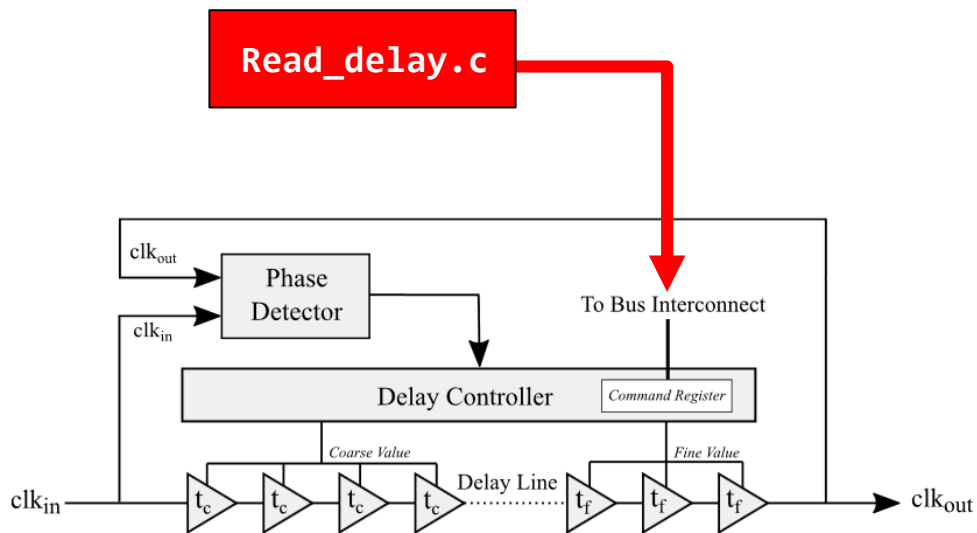 Read_delay.c
clk_out
Phase
Detector
clk_in
To Bus Interconnect
Delay Controller
Command Register
Coarse Value
Fine Value
clk_in
t_c
t_c
t_c
t_c
Delay Line
t_f
t_f
t_f
clk_out